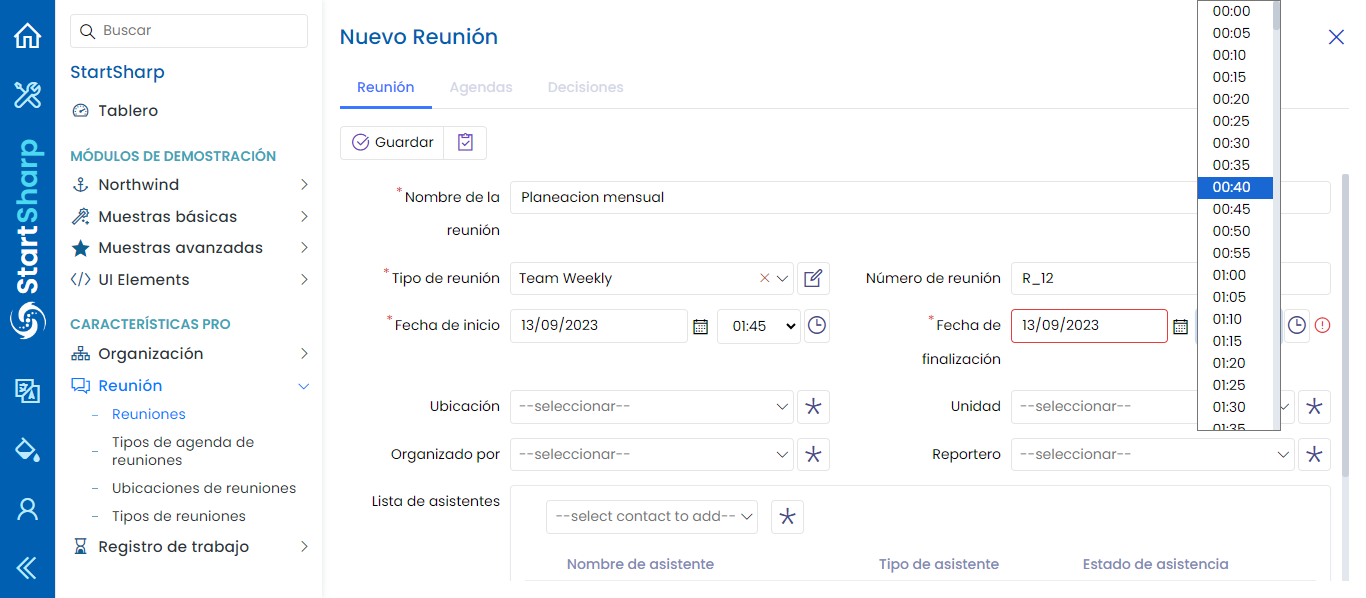 StartSharp
Buscar
StartSharp
Tablero
MÓDULOS DE DEMOSTRACIÓN
Northwind
Muestras básicas
Muestras avanzadas
UI Elements
CARACTERÍSTICAS PRO
Organización
Reunión
Reuniones
Tipos de agenda de
reuniones
Ubicaciones de reuniones
Tipos de reuniones
Registro de trabajo
Nuevo Reunión
Reunión Agendas Decisiones
Guardar
*Nombre de la
reunión
Planeacion mensual
*Tipo de reunión Team Weekly
Número de reunión R_12
*Fecha de inicio 13/09/2023 01:45
*Fecha de
finalización
13/09/2023
Ubicación --seleccionar--
Unidad --seleccionar--
Organizado por --seleccionar--
Reportero --seleccionar--
Lista de asistentes
--select contact to add--
Nombre de asistente Tipo de asistente Estado de asistencia
00:00
00:05
00:10
00:15
00:20
00:25
00:30
00:35
00:40
00:45
00:50
00:55
01:00
01:05
01:10
01:15
01:20
01:25
01:30
01:35